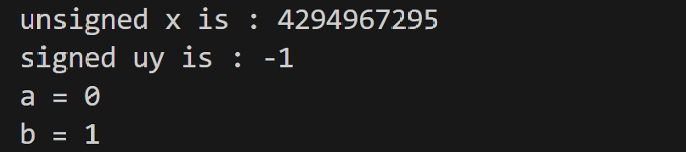 unsigned x is : 4294967295
signed uy is : -1
a = 0
b = 1